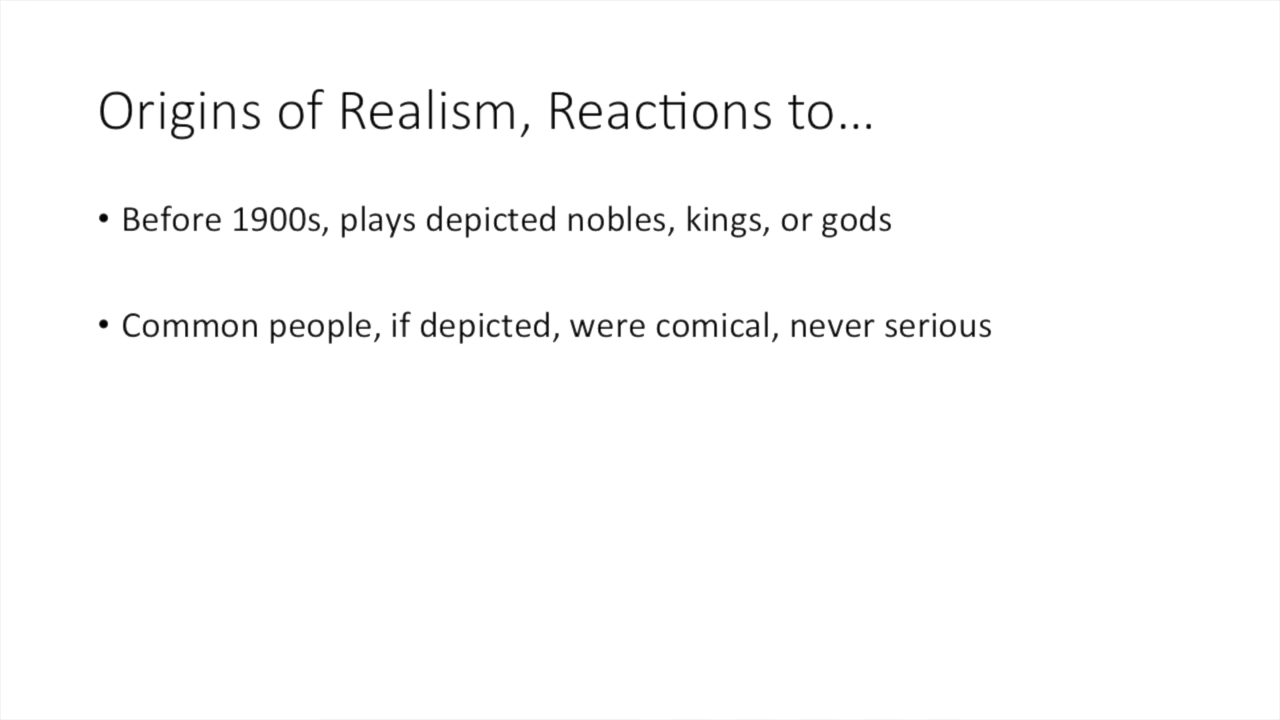 Origins of Realism, Reactions to...
• Before 1900s, plays depicted nobles, kings, or gods
• Common people, if depicted, were comical, never serious